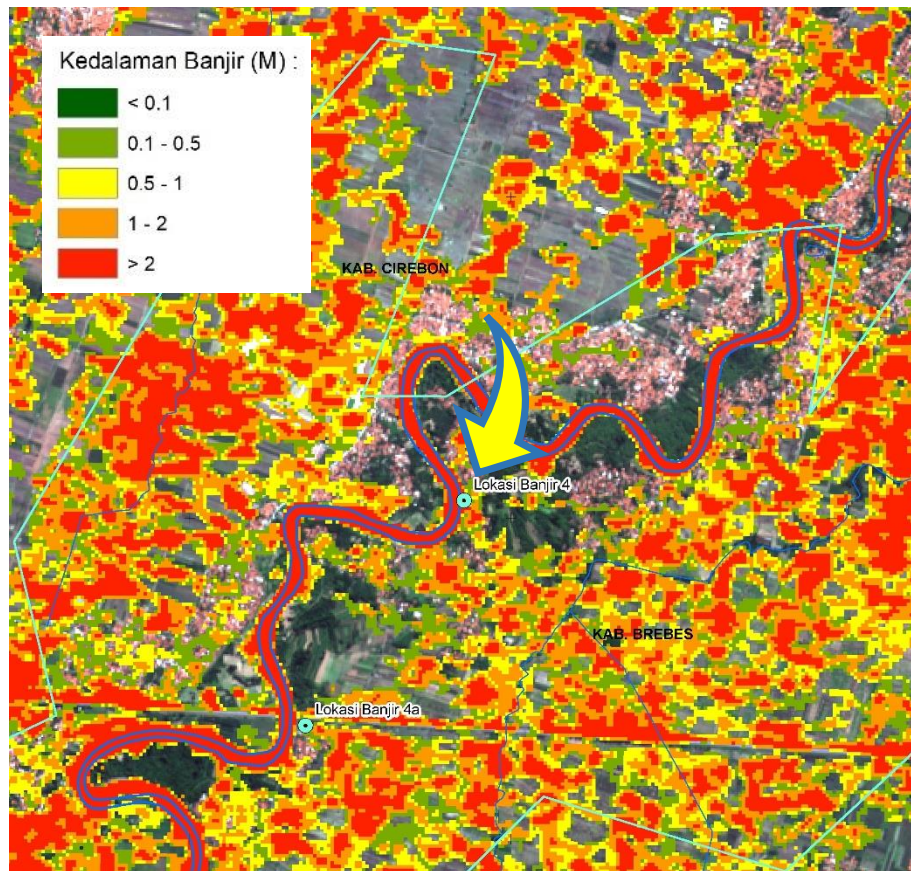 Kedalaman Banjir (M) :
< 0.1
0.1 - 0.5
0.5 - 1
1 - 2
> 2
KAB. CIREBON
Lokasi Banjir 4
KAB. BREBES
Lokasi Banjir 4a